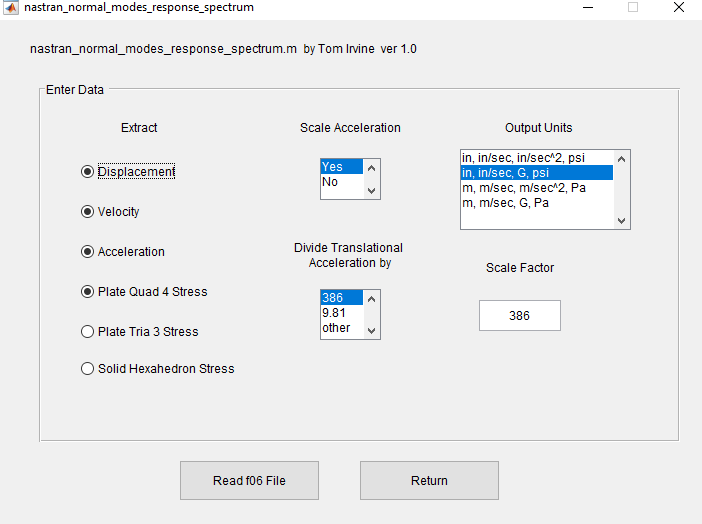 nastran_normal_modes_response_spectrum
nastran_normal_modes_response_spectrum.m by Tom Irvine ver 1.0
Enter Data
Extract
Displacement
Velocity
Acceleration
Plate Quad 4 Stress
Plate Tria 3 Stress
Solid Hexahedron Stress
Scale Acceleration
Yes
No
Divide Translational
Acceleration by
386
9.81
other
Output Units
in, in/sec, in/sec^2, psi
in, in/sec, G, psi
m, m/sec, m/sec^2, Pa
m, m/sec, G, Pa
Scale Factor
386
Read f06 File
Return